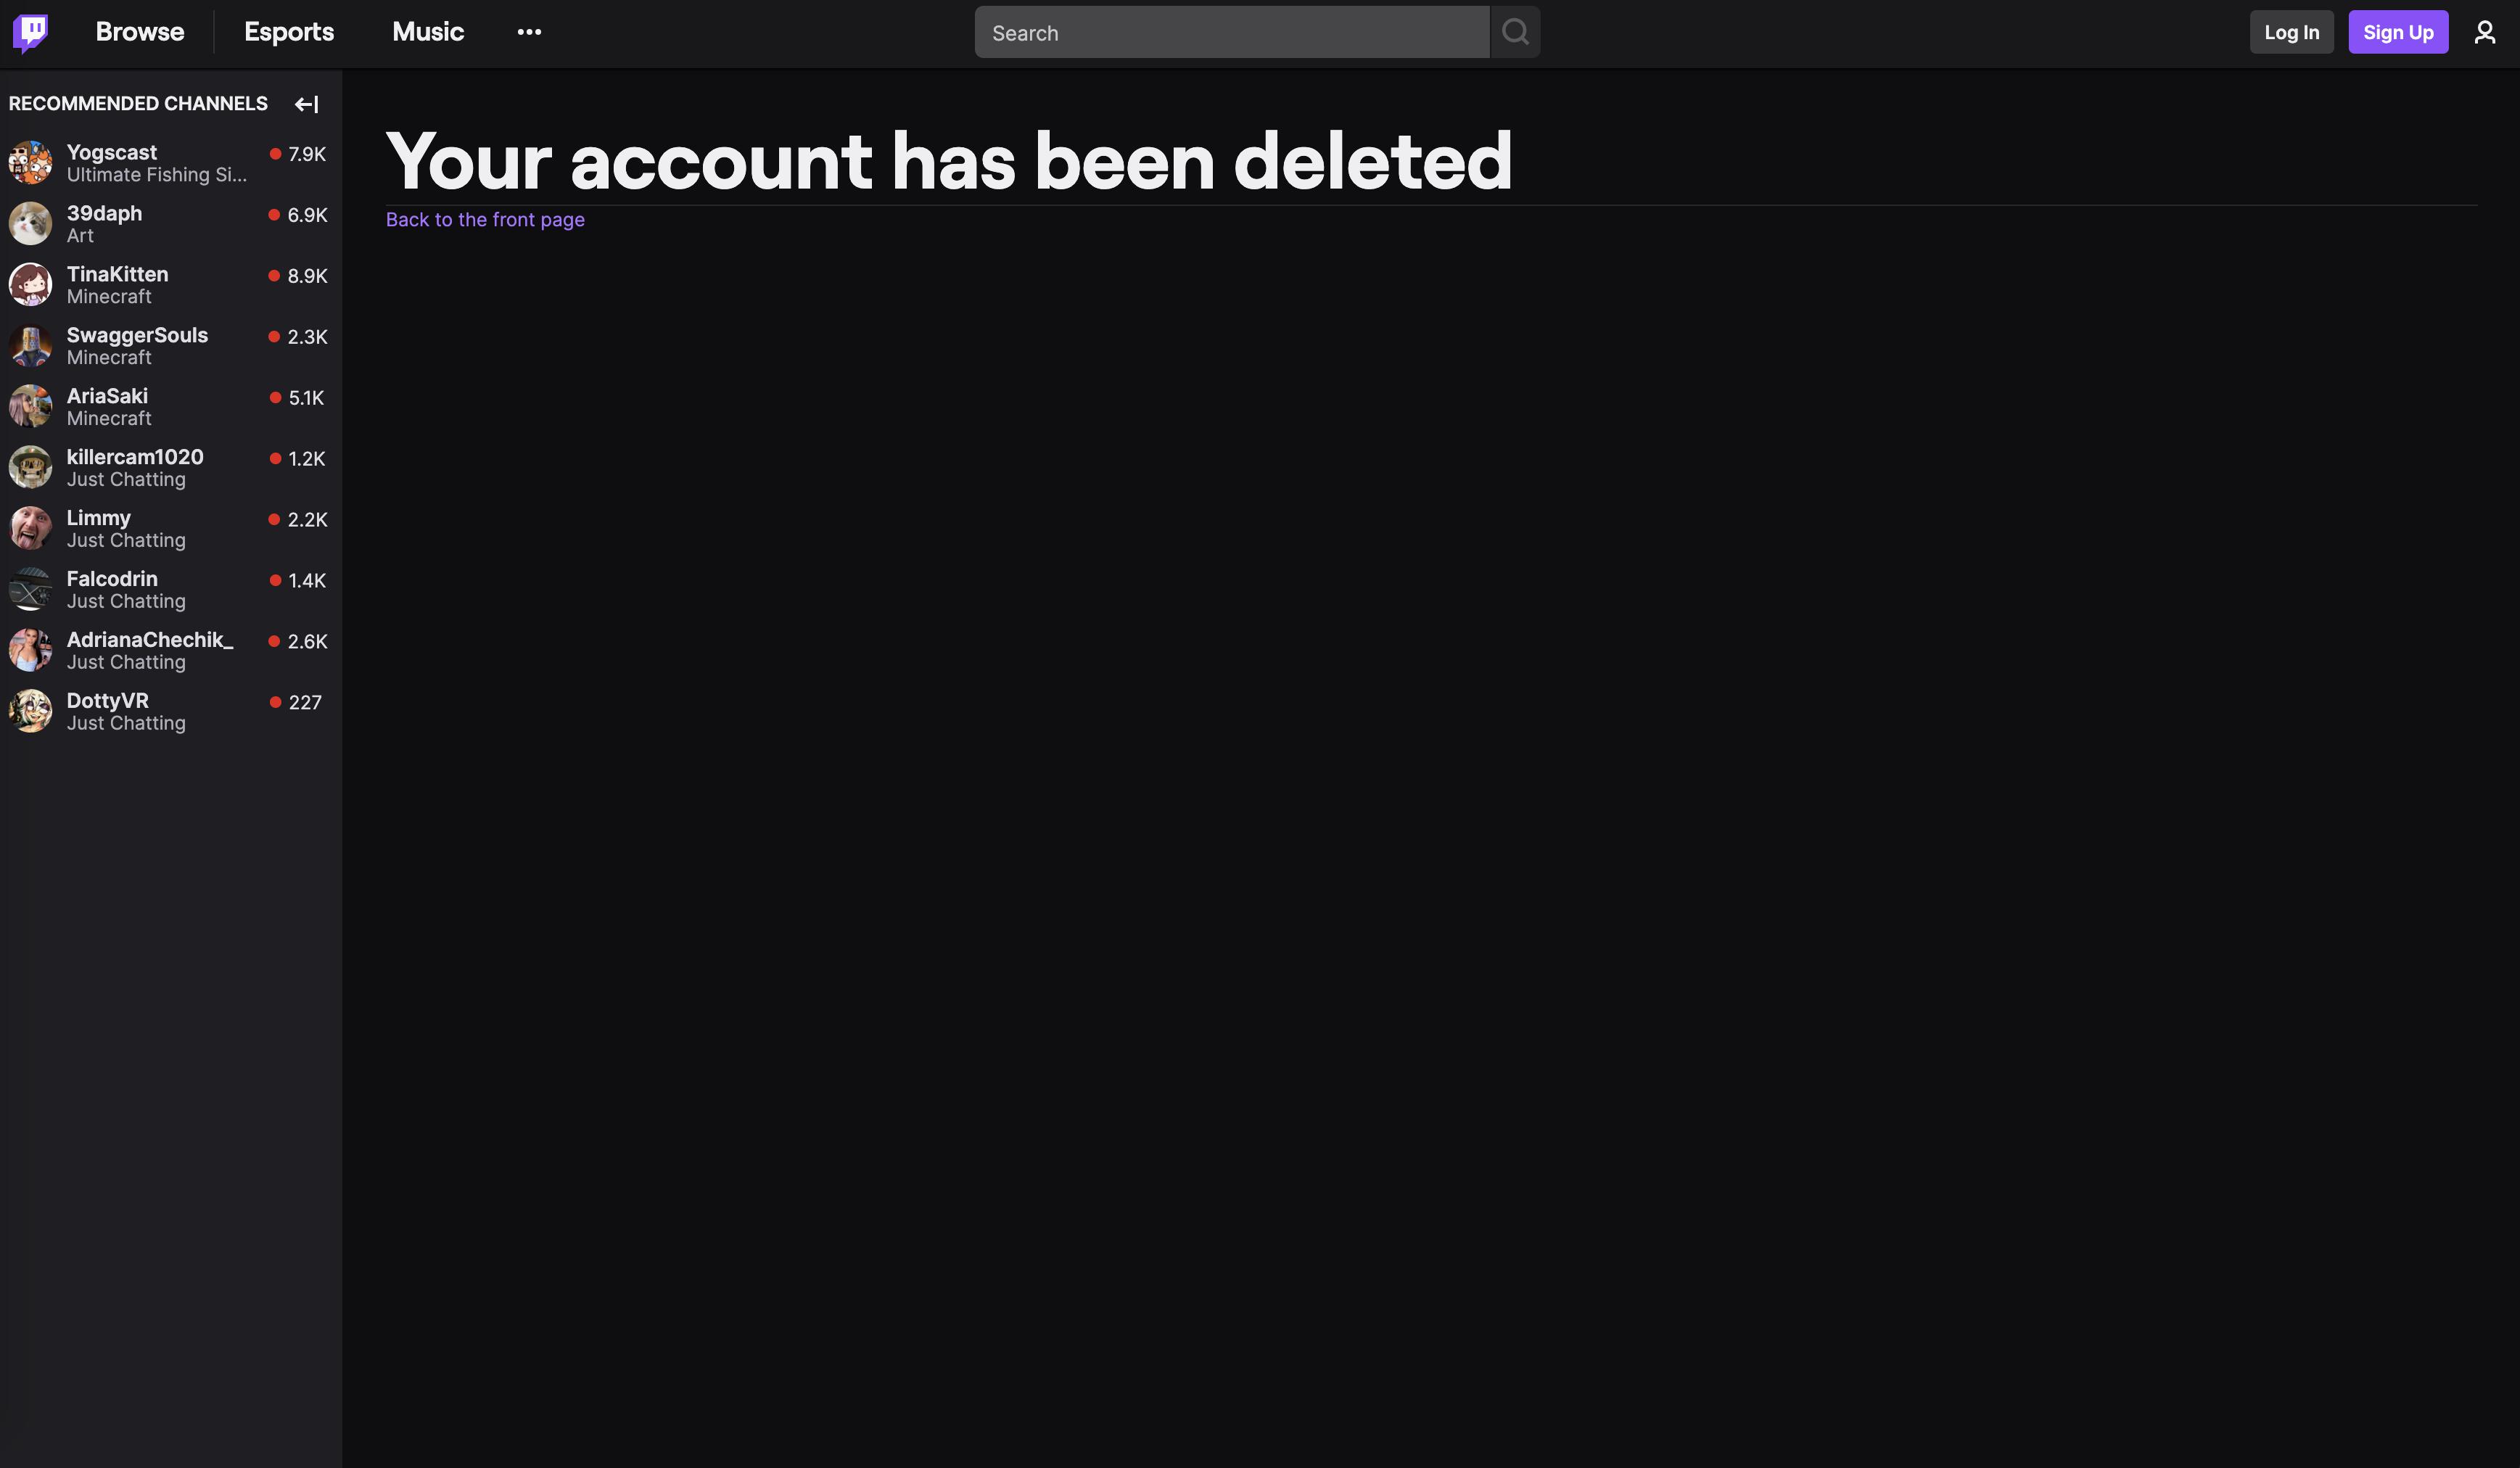 Browse
Esports
Music
Search
Log In
Sign Up
RECOMMENDED CHANNELS
Yogscast
7.9K
Ultimate Fishing Si...
39daph
6.9K
Art
TinaKitten
8.9K
Minecraft
SwaggerSouls
2.3K
Minecraft
AriaSaki
5.1K
Minecraft
killercam1020
1.2K
Just Chatting
Limmy
2.2K
Just Chatting
Falcodrin
1.4K
Just Chatting
AdrianaChechik_
2.6K
Just Chatting
DottyVR
227
Just Chatting
Your account has been deleted
Back to the front page